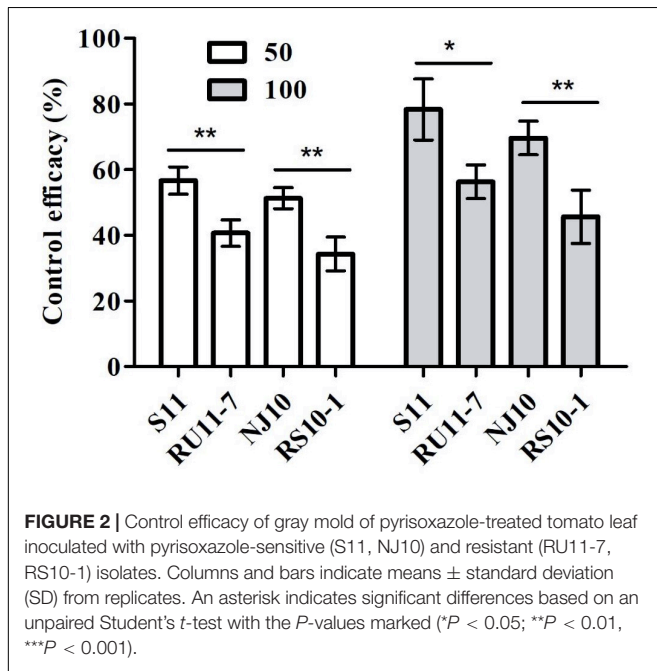 100
80
60
40
20
0
Control efficacy (%)
50
100
**
**
*
**
S11
RU11-7
NJ10
RS10-1
S11
RU11-7
NJ10
RS10-1
FIGURE 2 | Control efficacy of gray mold of pyrisoxazole-treated tomato leaf
inoculated with pyrisoxazole-sensitive (S11, NJ10) and resistant (RU11-7,
RS10-1) isolates. Columns and bars indicate means ± standard deviation
(SD) from replicates. An asterisk indicates significant differences based on an
unpaired Student's t-test with the P-values marked (*P < 0.05; **P < 0.01,
***P < 0.001).